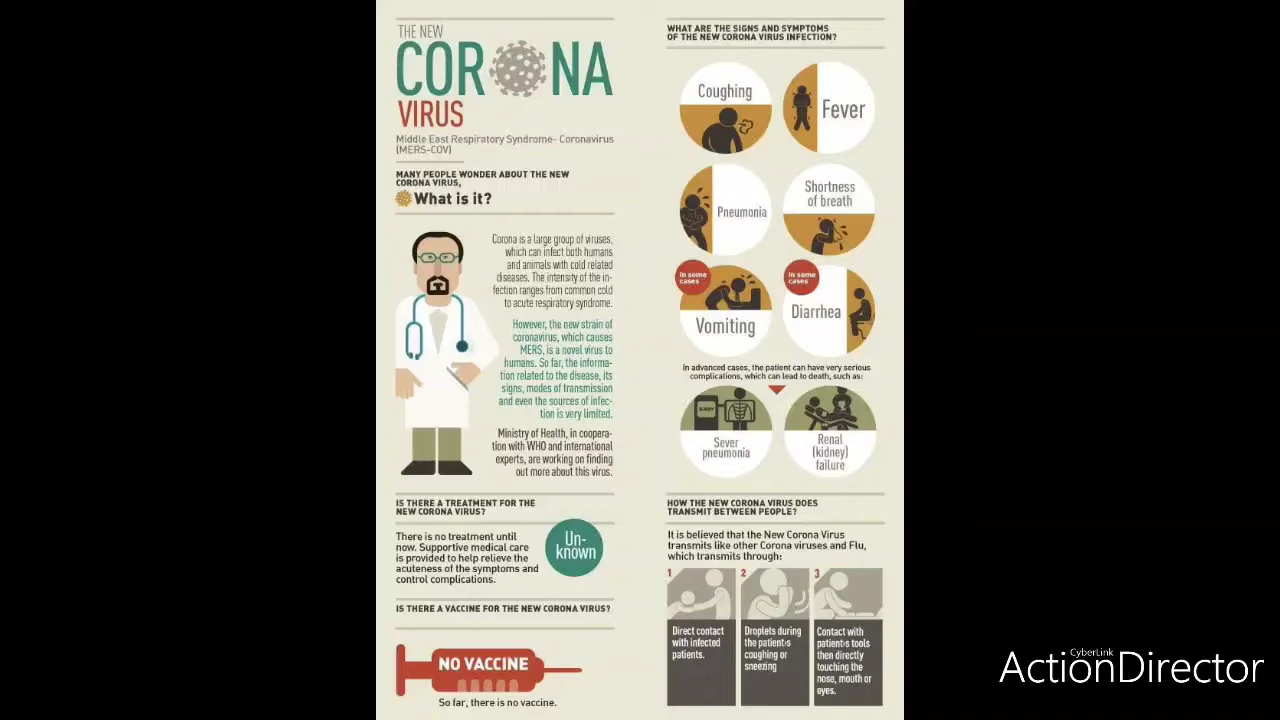 THE NEW
CORONA
VIRUS
Middle East Respiratory Syndrome- Coronavirus
(MERS-COV)
MANY PEOPLE WONDER ABOUT THE NEW
CORONA VIRUS,
What is it?
Corona is a large group of viruses,
which can infect both humans
and animals with cold related
diseases. The intensity of the in-
fection ranges from common cold
to acute respiratory syndrome.
However, the new strain of
coronavirus, which causes
MERS, is a novel virus to
humans. So far, the informa-
tion related to the disease, its
signs, modes of transmission
and even the sources of infec-
tion is very limited.
Ministry of Health, in coopera-
tion with WHO and international
experts, are working on finding
out more about this virus.
IS THERE A TREATMENT FOR THE
NEW CORONA VIRUS?
There is no treatment until
now. Supportive medical care
is provided to help relieve the
acuteness of the symptoms and
control complications.
Un-
known
IS THERE A VACCINE FOR THE NEW CORONA VIRUS?
NO VACCINE
So far, there is no vaccine.
WHAT ARE THE SIGNS AND SYMPTOMS
OF THE NEW CORONA VIRUS INFECTION?
Coughing
Fever
Pneumonia
Shortness
of breath
In some
cases
Vomiting
In some
cases
Diarrhea
In advanced cases, the patient can have very serious
complications, which can lead to death, such as:
X-RAY
Sever
pneumonia
Renal
(kidney)
failure
HOW THE NEW CORONA VIRUS DOES
TRANSMIT BETWEEN PEOPLE?
It is believed that the New Corona Virus
transmits like other Corona viruses and Flu,
which transmits through:
1
Direct contact
with infected
patients.
2
Droplets during
the patient›s
coughing or
sneezing
3
Contact with
patient›s tools
then directly
touching the
nose, mouth or
eyes.
CyberLink
ActionDirector